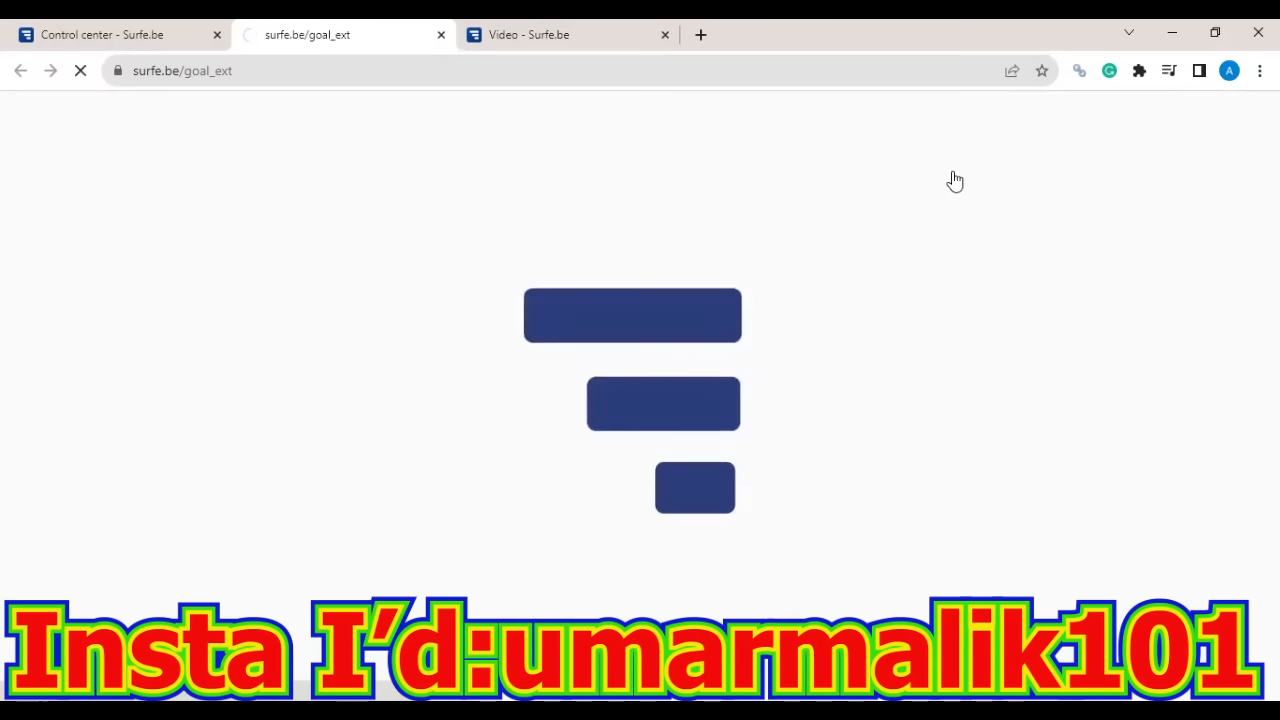 Control center - Surfe.be
surfe.be/goal_ext
Video - Surfe.be
surfe.be/goal_ext
A
Insta I’d:umarmalik101